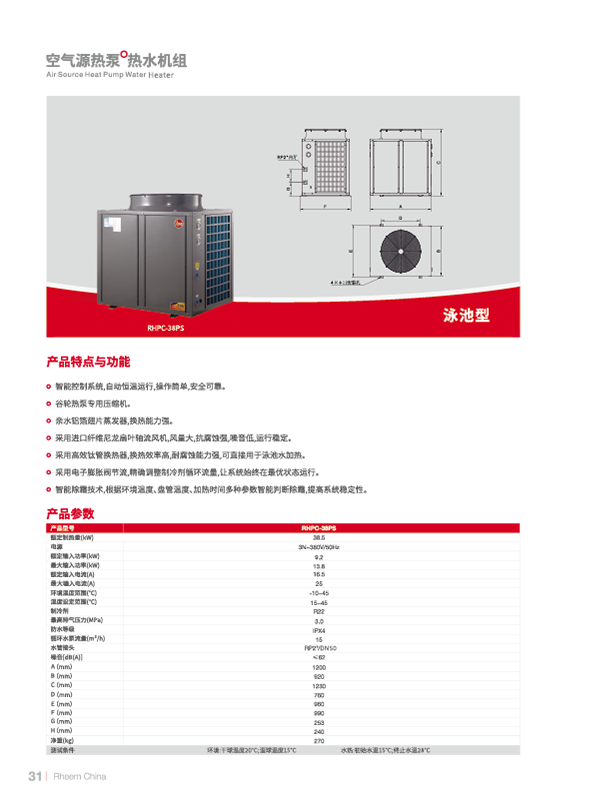 空气源热泵热水机组
Air Source Heat Pump Water Heater
RP2"内牙
H
G
F
A
C
D
E
B
RHPC-38PS
泳池型
产品特点与功能
智能控制系统,自动恒温运行,操作简单,安全可靠。
谷轮热泵专用压缩机。
亲水铝箔翅片蒸发器,换热能力强。
采用进口纤维尼龙扇叶轴流风机,风量大,抗腐蚀强,噪音低,运行稳定。
采用高效钛管换热器,换热效率高,耐腐蚀能力强,可直接用于泳池水加热。
采用电子膨胀阀节流,精确调整制冷剂循环流量,让系统始终在最优状态运行。
智能除霜技术,根据环境温度、盘管温度、加热时间多种参数智能判断除霜,提高系统稳定性。
产品参数
产品型号 RHPC-38PS
额定制热量(kW) 38.5
电源 3N~380V/50Hz
额定输入功率(kW) 9.2
最大输入功率(kW) 13.8
额定输入电流(A) 16.5
最大输入电流(A) 25
环境温度范围(°C) -10~45
温度设定范围(°C) 15~45
制冷剂 R22
最高排气压力(MPa) 3.0
防水等级 IPX4
循环水泵流量(m³/h) 15
水管接头 RP2"/DN50
噪音[dB(A)] ≤62
A (mm) 1200
B (mm) 920
C (mm) 1230
D (mm) 760
E (mm) 960
F (mm) 990
G (mm) 253
H (mm) 240
净重(kg) 270
测试条件 环境:干球温度20°C;湿球温度15°C 水热:初始水温15°C;终止水温28°C
31 | Rheem China